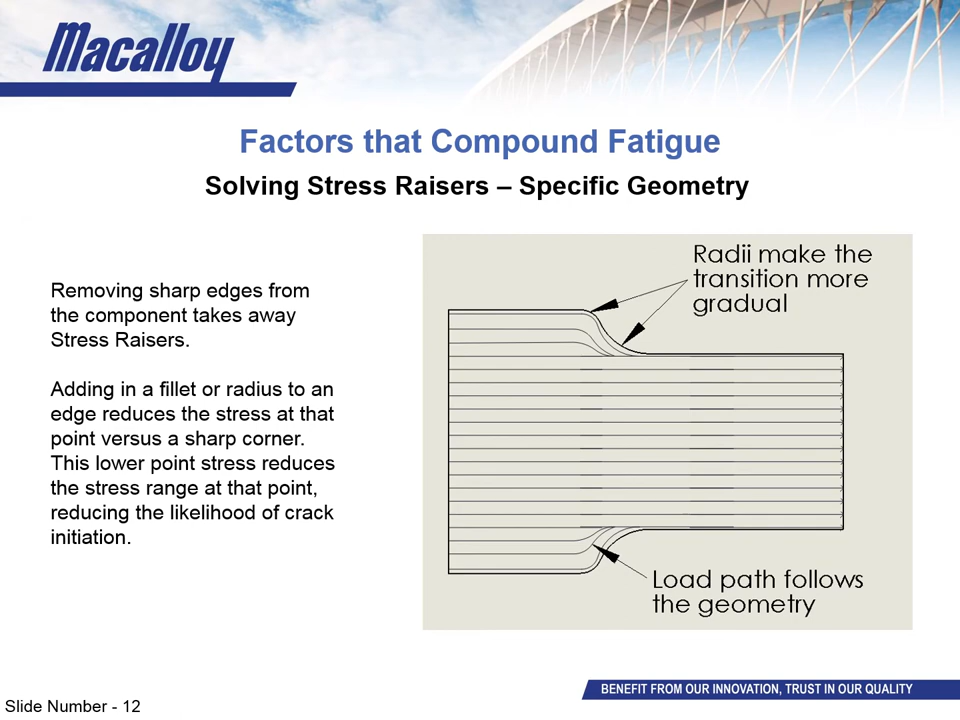 Macalloy
Factors that Compound Fatigue
Solving Stress Raisers – Specific Geometry
Removing sharp edges from
the component takes away
Stress Raisers.
Adding in a fillet or radius to an
edge reduces the stress at that
point versus a sharp corner.
This lower point stress reduces
the stress range at that point,
reducing the likelihood of crack
initiation.
Radii make the
transition more
gradual
Load path follows
the geometry
BENEFIT FROM OUR INNOVATION, TRUST IN OUR QUALITY
Slide Number - 12